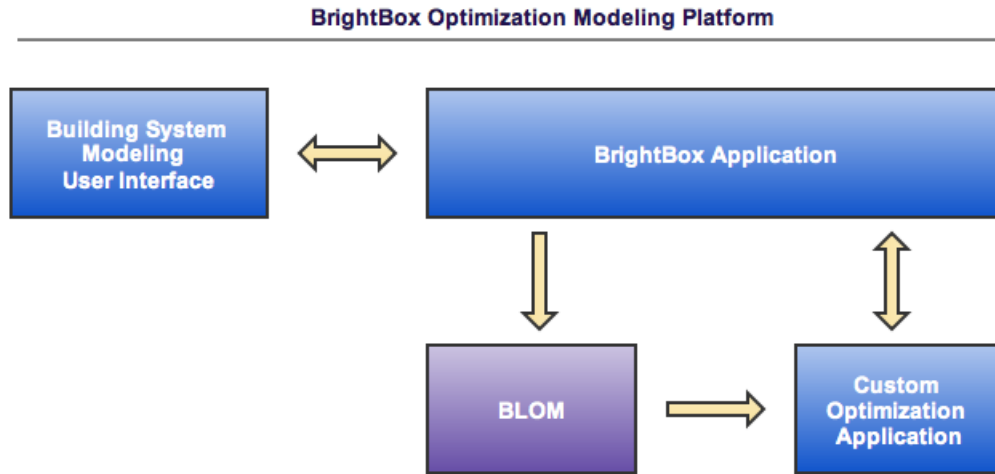 BrightBox Optimization Modeling Platform
Building System
Modeling
User Interface
BrightBox Application
BLOM
Custom
Optimization
Application